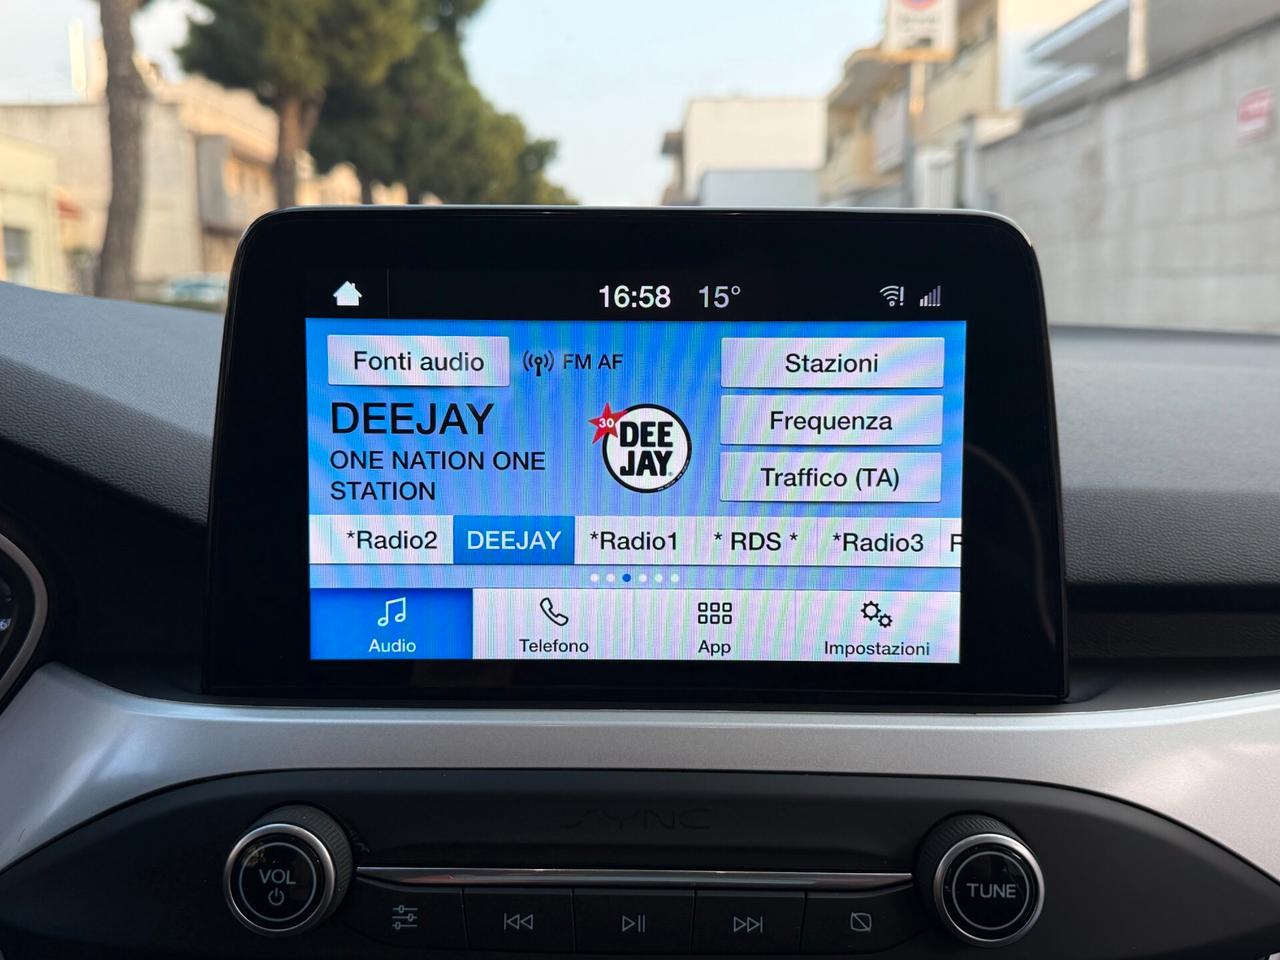 16:58 15°
Fonti audio
FM AF
Stazioni
DEEJAY
ONE NATION ONE
STATION
30
DEE
JAY
Frequenza
Traffico (TA)
*Radio2 DEEJAY *Radio1 * RDS * *Radio3
Audio Telefono App Impostazioni
SYNC
VOL
TUNE